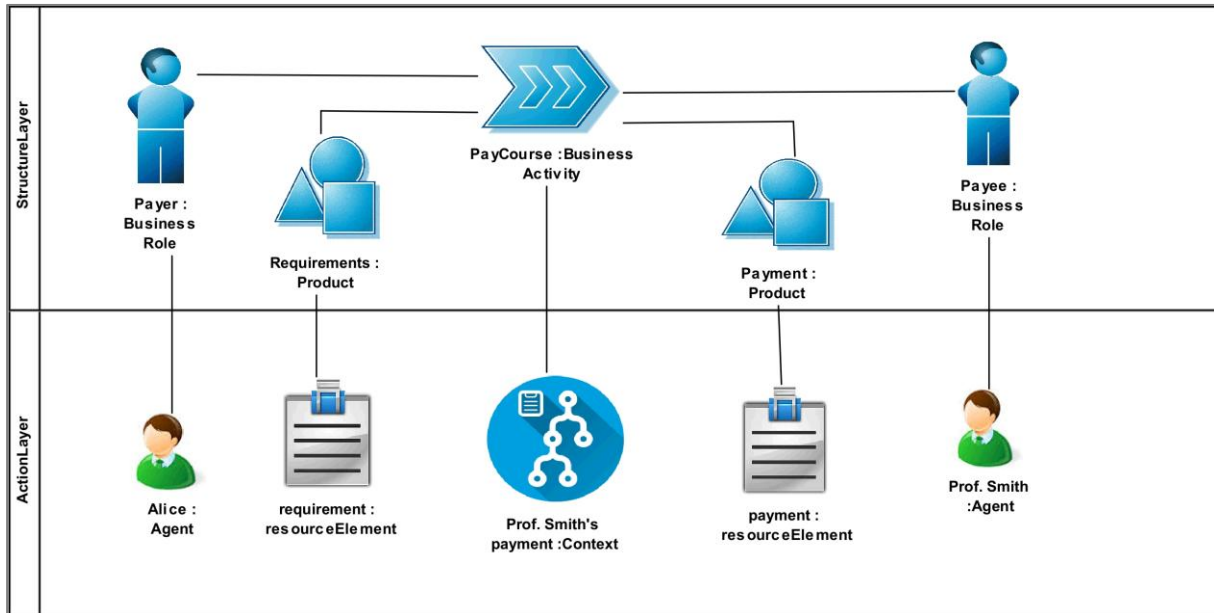 StructureLayer
Payer :
Business
Role
Requirements :
Product
PayCourse :Business
Activity
Payment :
Product
Payee :
Business
Role
ActionLayer
Alice :
Agent
requirement :
resourceElement
Prof. Smith's
payment :Context
payment :
resourceElement
Prof. Smith
:Agent